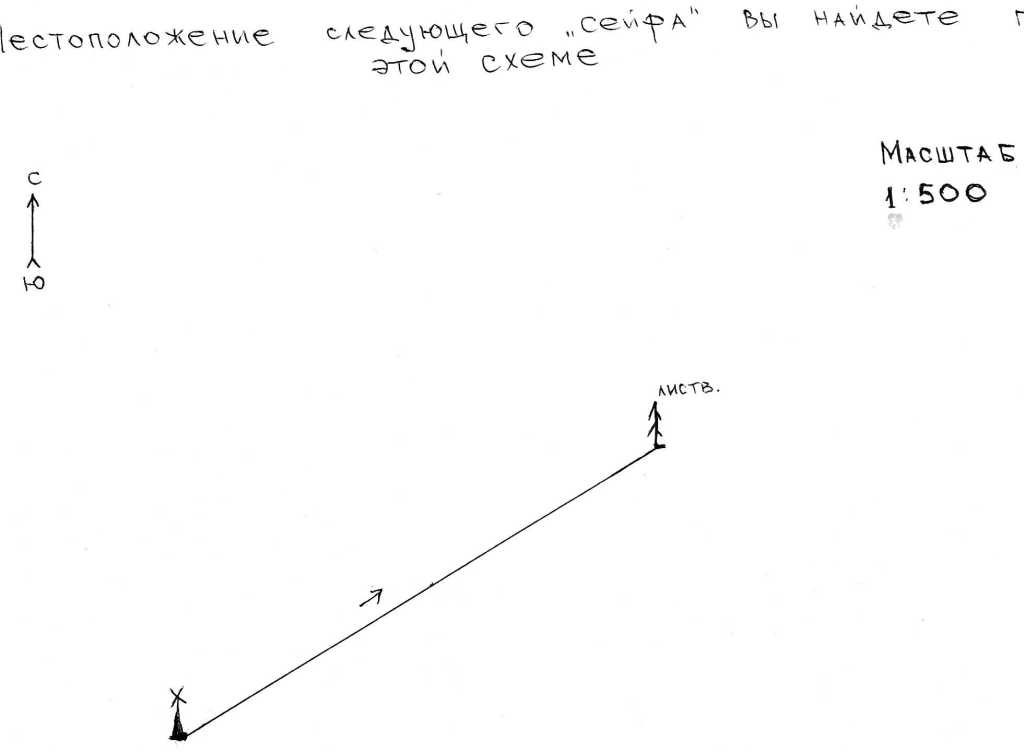 естоположение следующего „сейфа" вы найдете
этой схеме
Масштаб
1:500
С
Ю
листв.